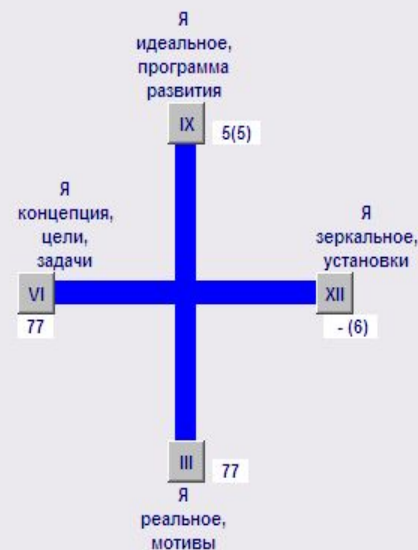 Я
идеальное,
программа
развития
IX
5(5)
Я
концепция,
цели,
задачи
VI
77
Я
зеркальное,
установки
XII
- (6)
III
77
Я
реальное,
мотивы